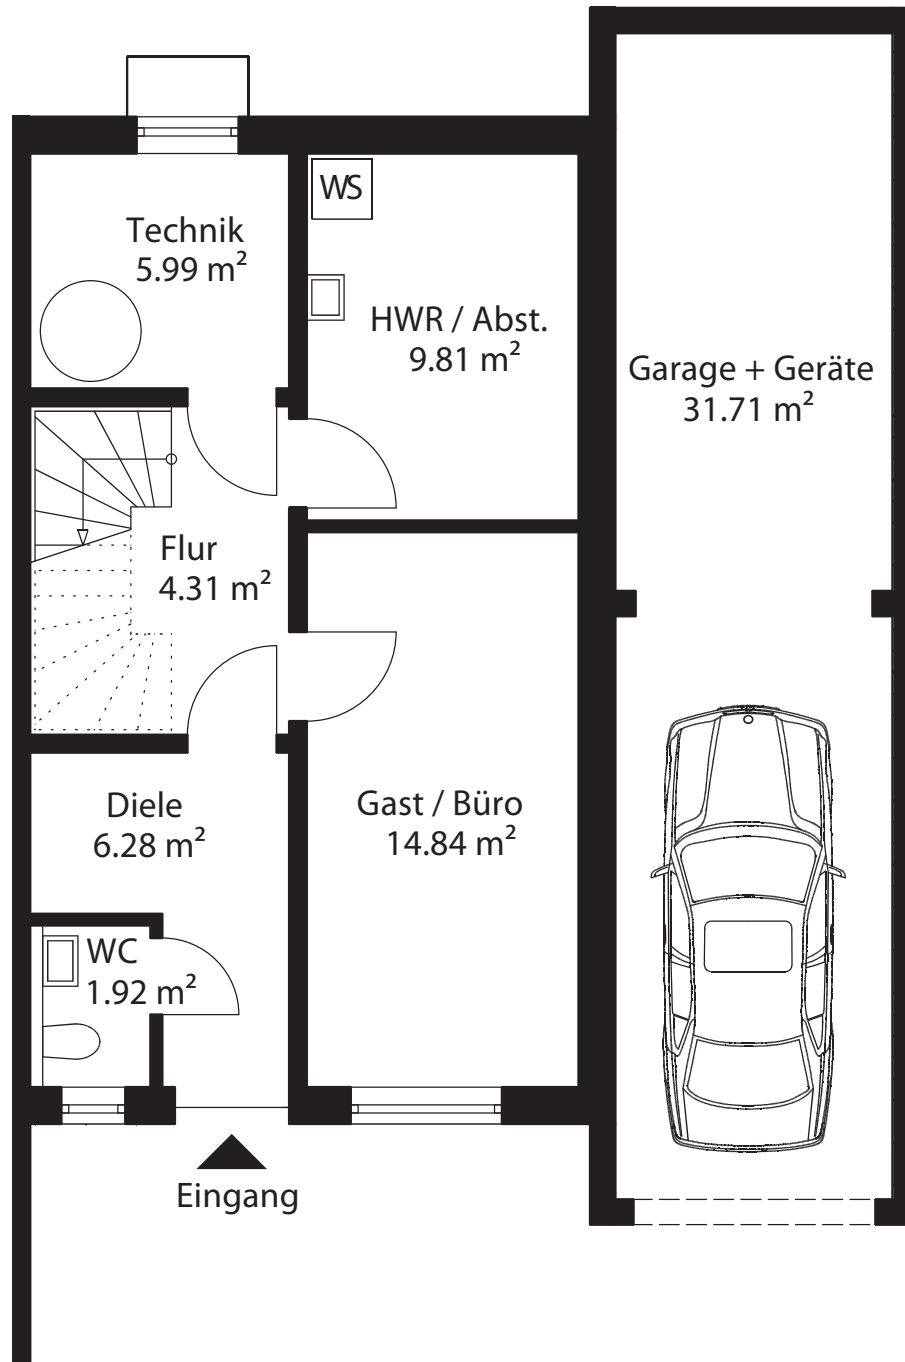 WS
Technik
5.99 m²
HWR / Abst.
9.81 m²
Garage + Geräte
31.71 m²
Flur
4.31 m²
Diele
6.28 m²
Gast / Büro
14.84 m²
WC
1.92 m²
Eingang